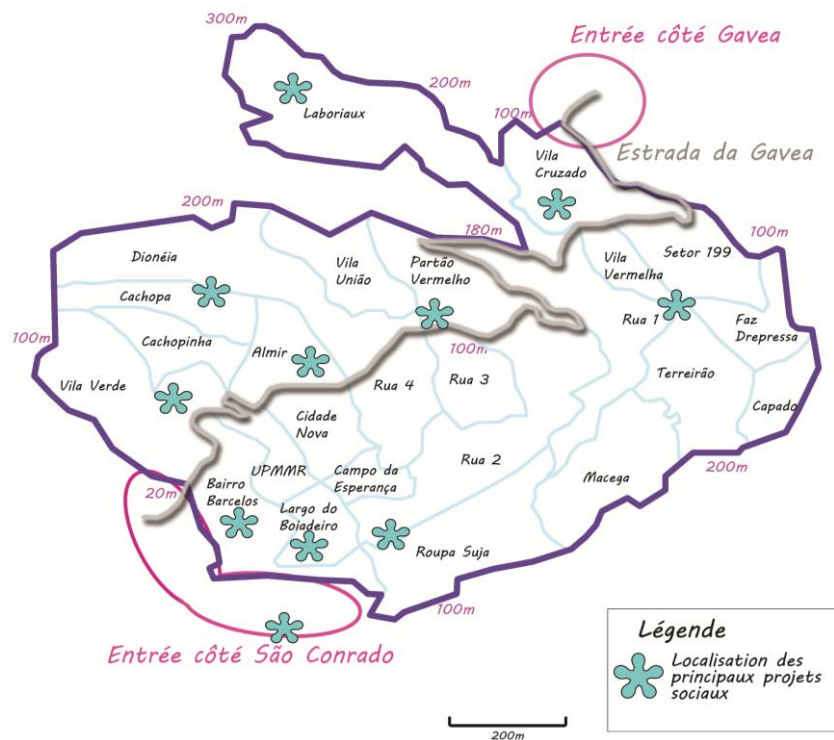 300m
Entrée côté Gavea
200m
Laboriaux
100m
Estrada da Gavea
Vila
Cruzado
200m
180m
100m
Dionéia
Vila
União
Partão
Vermelho
Vila
Vermelha
Setor 199
Cachopa
Rua 1
Faz
Drepressa
100m
Cachopinha
Almir
100m
Rua 4
Rua 3
Terreirão
Vila Verde
Capado
Cidade
Nova
Rua 2
200m
UPMMR
Campo da
Esperança
Macega
20m
Bairro
Barcelos
Largo do
Boiadeiro
Roupa Suja
100m
Entrée côté São Conrado
Légende
Localisation des
principaux projets
sociaux
200m